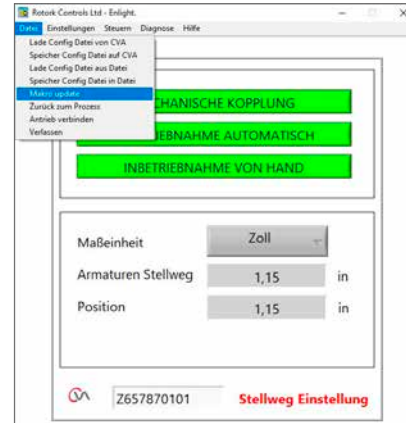 Rotork Controls Ltd - Enlight.
Datei Einstellungen Steuern Diagnose Hilfe
Lade Config Datei von CVA
Speicher Config Datei auf CVA
Lade Config Datei aus Datei
Speicher Config Datei in Datei
Makro update
Zurück zum Prozess
Antrieb verbinden
Verfassen
CHANISCHE KOPPLUNG
EBNAHME AUTOMATISCH
INBETRIEBNAHME VON HAND
Maßeinheit Zoll
Armaturen Stellweg 1,15 in
Position 1,15 in
Z657870101 Stellweg Einstellung